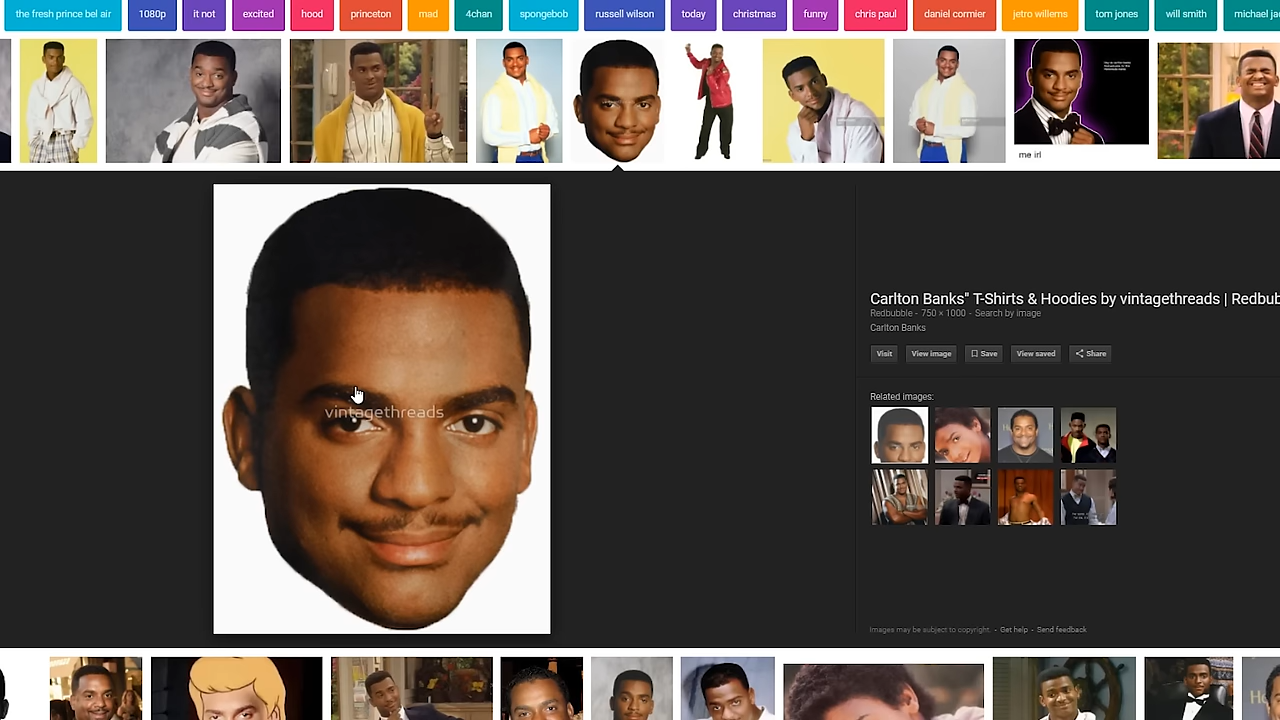 the fresh prince bel air 1080p it not excited hood princeton mad 4chan spongebob russell wilson today christmas funny chris paul daniel cormier jetro willems tom jones will smith michael ja
me irl
vintagethreads
Carlton Banks" T-Shirts & Hoodies by vintagethreads | Redbub
Redbubble - 750 × 1000 - Search by image
Carlton Banks
Visit View image Save View saved Share
Related images:
Images may be subject to copyright. - Get help - Send feedback